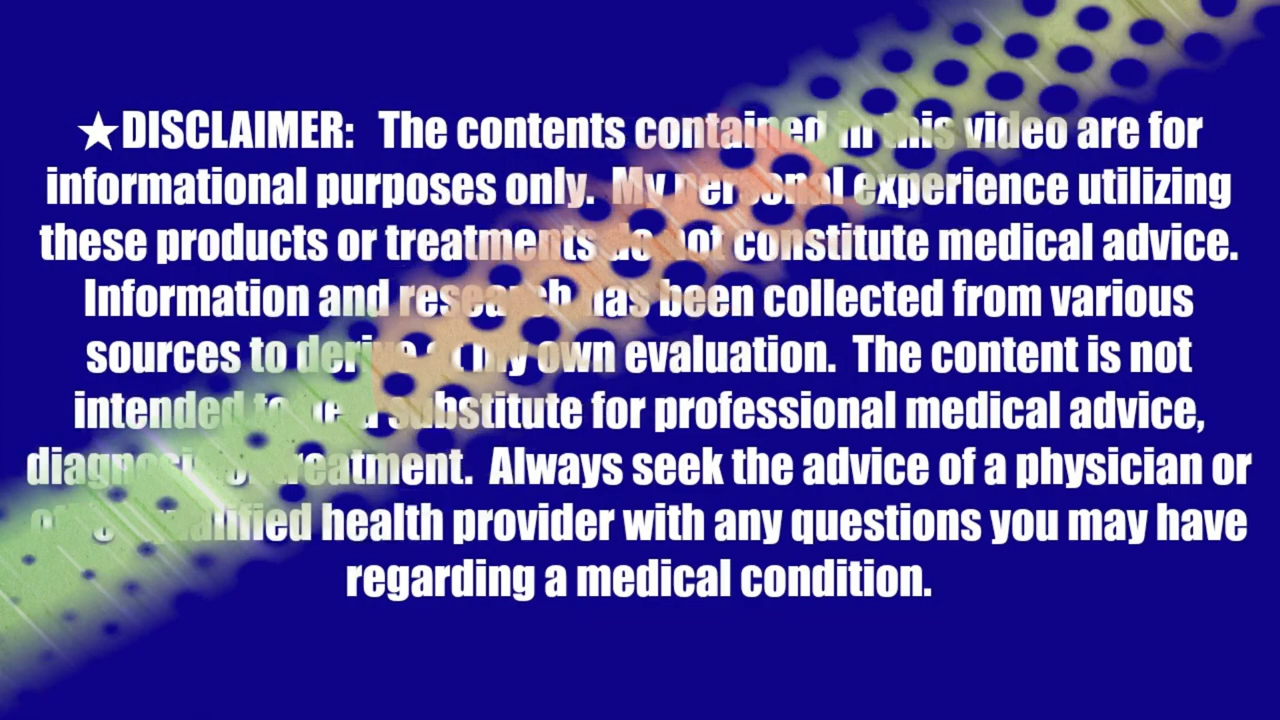 ★DISCLAIMER: The contents contained in this video are for
informational purposes only. My personal experience utilizing
these products or treatments do not constitute medical advice.
Information and research has been collected from various
sources to derive at my own evaluation. The content is not
intended to be a substitute for professional medical advice,
diagnosis or treatment. Always seek the advice of a physician or
other qualified health provider with any questions you may have
regarding a medical condition.